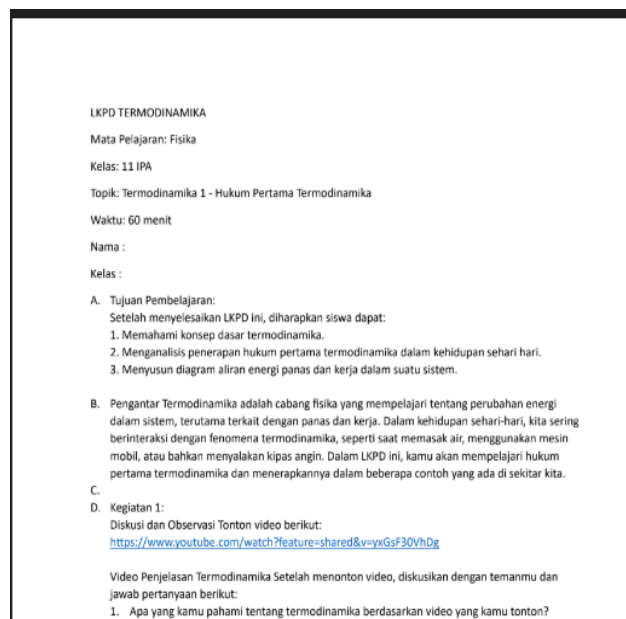 LKPD TERMODINAMIKA
Mata Pelajaran: Fisika
Kelas: 11 IPA
Topik: Termodinamika 1 - Hukum Pertama Termodinamika
Waktu: 60 menit
Nama :
Kelas :
A. Tujuan Pembelajaran:
Setelah menyelesaikan LKPD ini, diharapkan siswa dapat:
1. Memahami konsep dasar termodinamika.
2. Menganalisis penerapan hukum pertama termodinamika dalam kehidupan sehari hari.
3. Menyusun diagram aliran energi panas dan kerja dalam suatu sistem.
B. Pengantar Termodinamika adalah cabang fisika yang mempelajari tentang perubahan energi
dalam sistem, terutama terkait dengan panas dan kerja. Dalam kehidupan sehari-hari, kita sering
berinteraksi dengan fenomena termodinamika, seperti saat memasak air, menggunakan mesin
mobil, atau bahkan menyalakan kipas angin. Dalam LKPD ini, kamu akan mempelajari hukum
pertama termodinamika dan menerapkannya dalam beberapa contoh yang ada di sekitar kita.
C.
D. Kegiatan 1:
Diskusi dan Observasi Tonton video berikut:
https://www.youtube.com/watch?feature=shared&v=yxGsF30VhDg
Video Penjelasan Termodinamika Setelah menonton video, diskusikan dengan temanmu dan
jawab pertanyaan berikut:
1. Apa yang kamu pahami tentang termodinamika berdasarkan video yang kamu tonton?